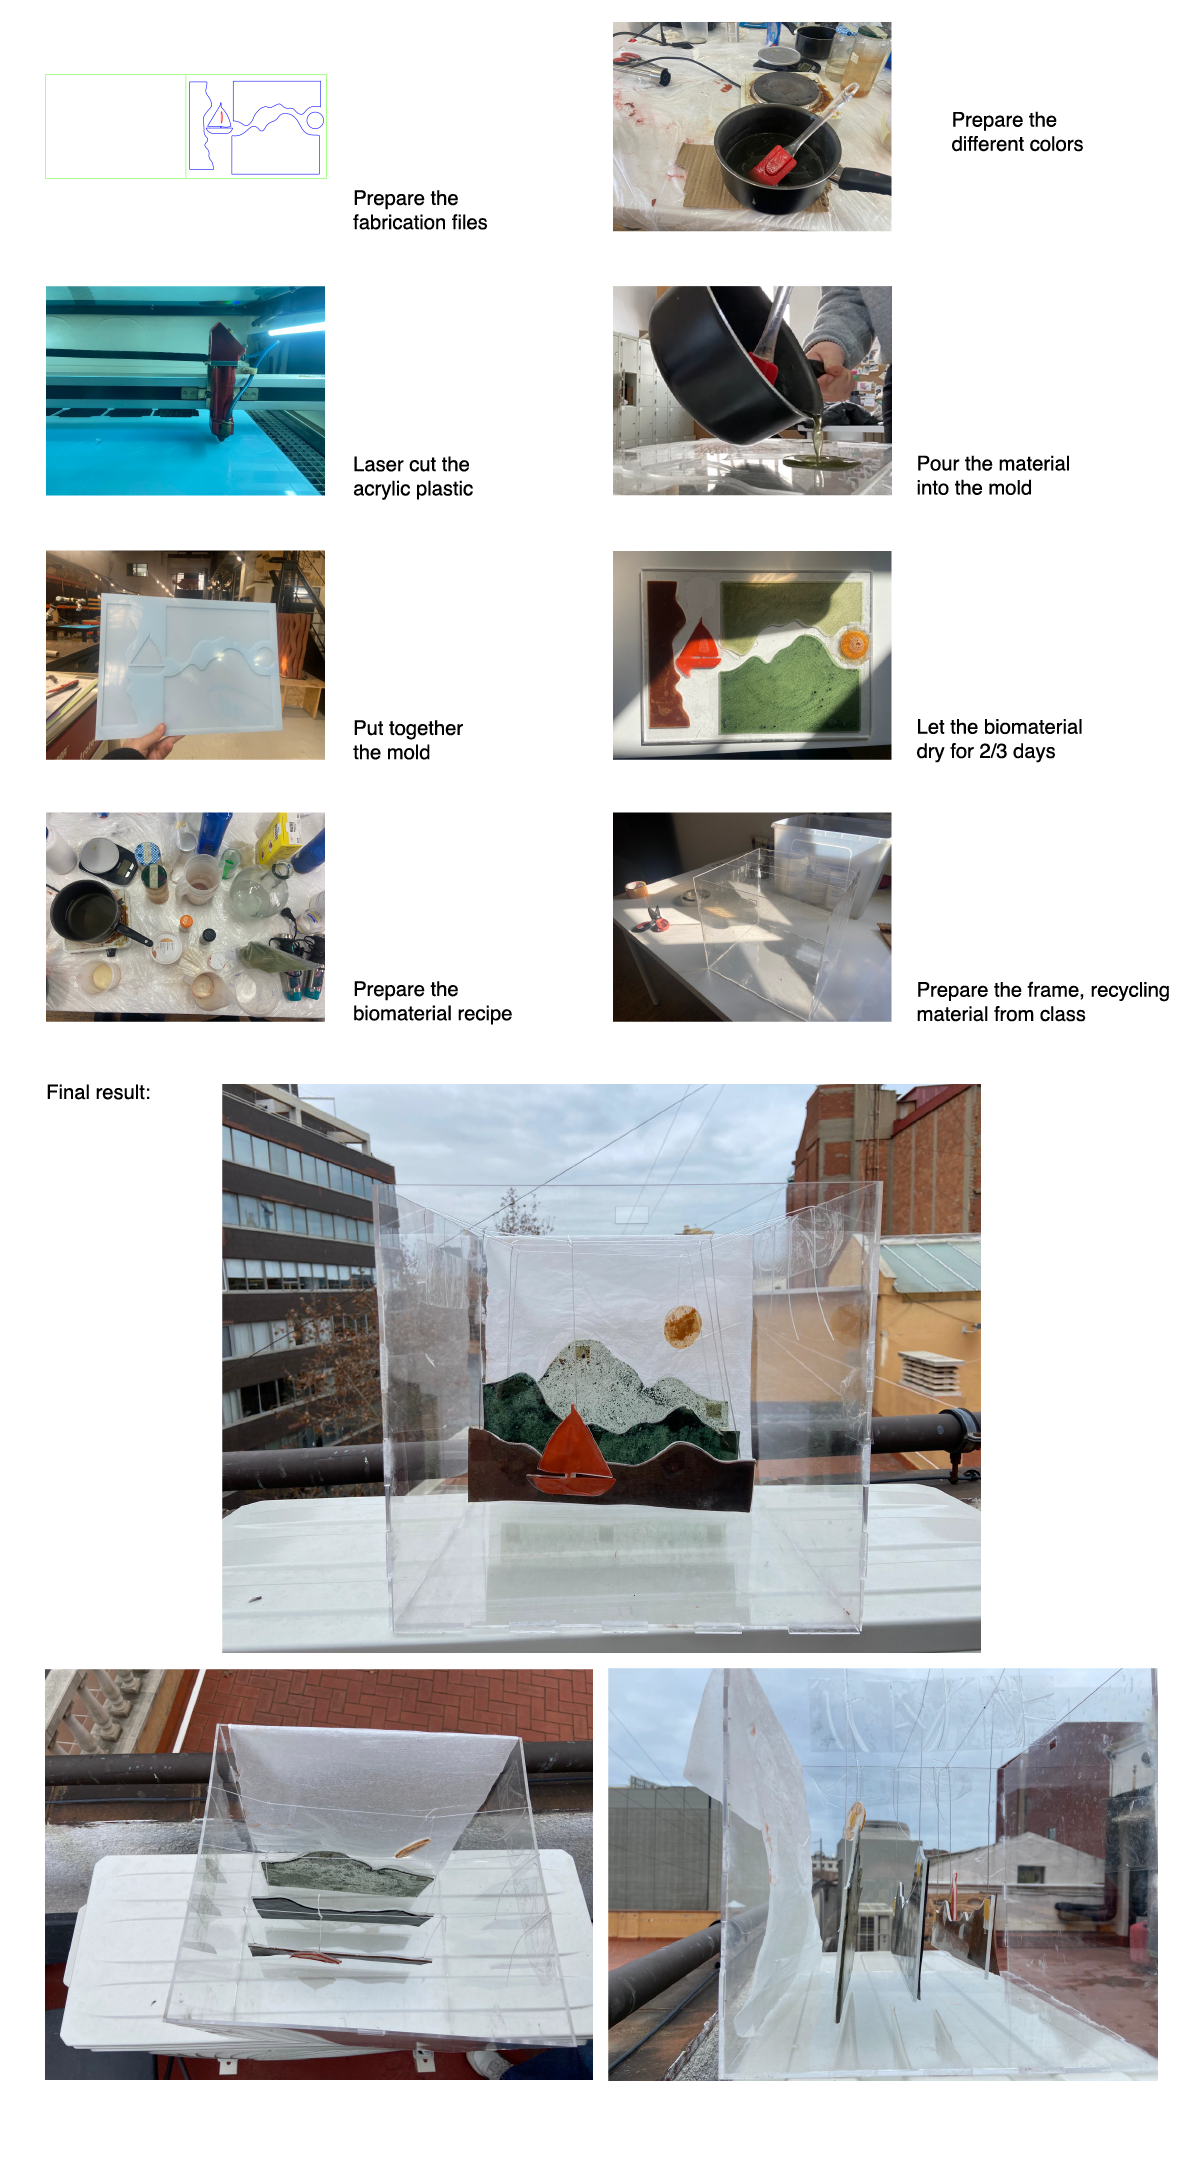 Prepare the
fabrication files
Laser cut the
acrylic plastic
Put together
the mold
Prepare the
biomaterial recipe
Prepare the
different colors
Pour the material
into the mold
Let the biomaterial
dry for 2/3 days
Prepare the frame, recycling
material from class
Final result: